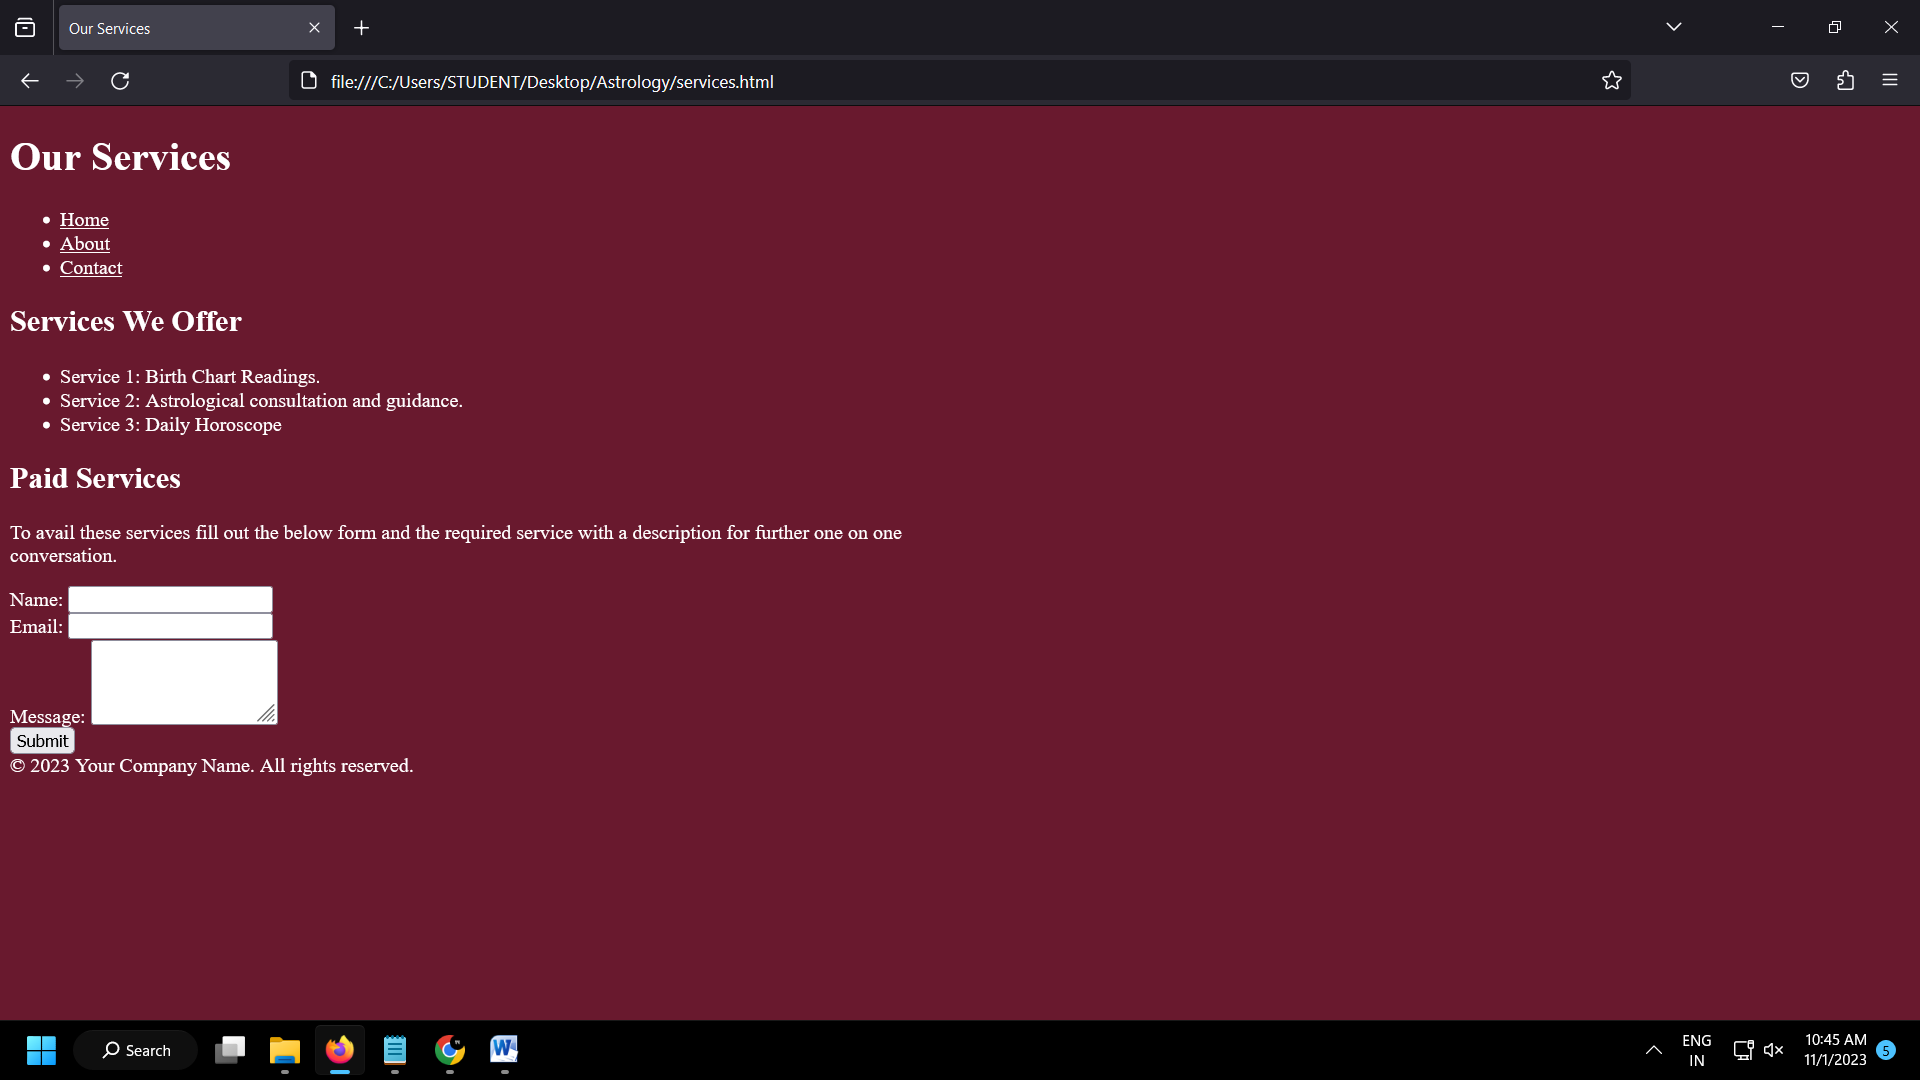 Our Services
file:///C:/Users/STUDENT/Desktop/Astrology/services.html
Our Services
Home
About
Contact
Services We Offer
Service 1: Birth Chart Readings.
Service 2: Astrological consultation and guidance.
Service 3: Daily Horoscope
Paid Services
To avail these services fill out the below form and the required service with a description for further one on one
conversation.
Name:
Email:
Message:
Submit
© 2023 Your Company Name. All rights reserved.
Search
ENG
IN
10:45 AM
11/1/2023
5